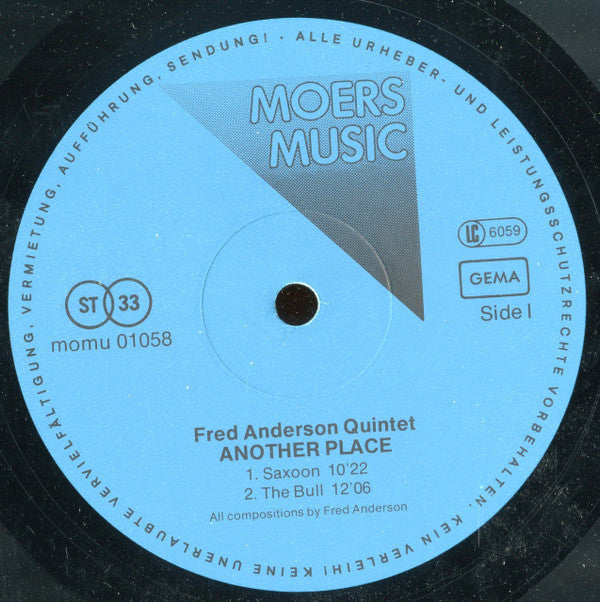 ALLE URHEBER- UND LEISTUNGSSCHUTZRECHTE VORBEHALTEN. KEIN VERLEIH! KEINE UNERLAUBTE VERVIELFÄLTIGUNG, VERMIETUNG, AUFFÜHRUNG, SENDUNG! ·
MOERS
MUSIC
LC 6059
GEMA
Side I
ST 33
momu 01058
Fred Anderson Quintet
ANOTHER PLACE
1. Saxoon 10'22
2. The Bull 12'06
All compositions by Fred Anderson